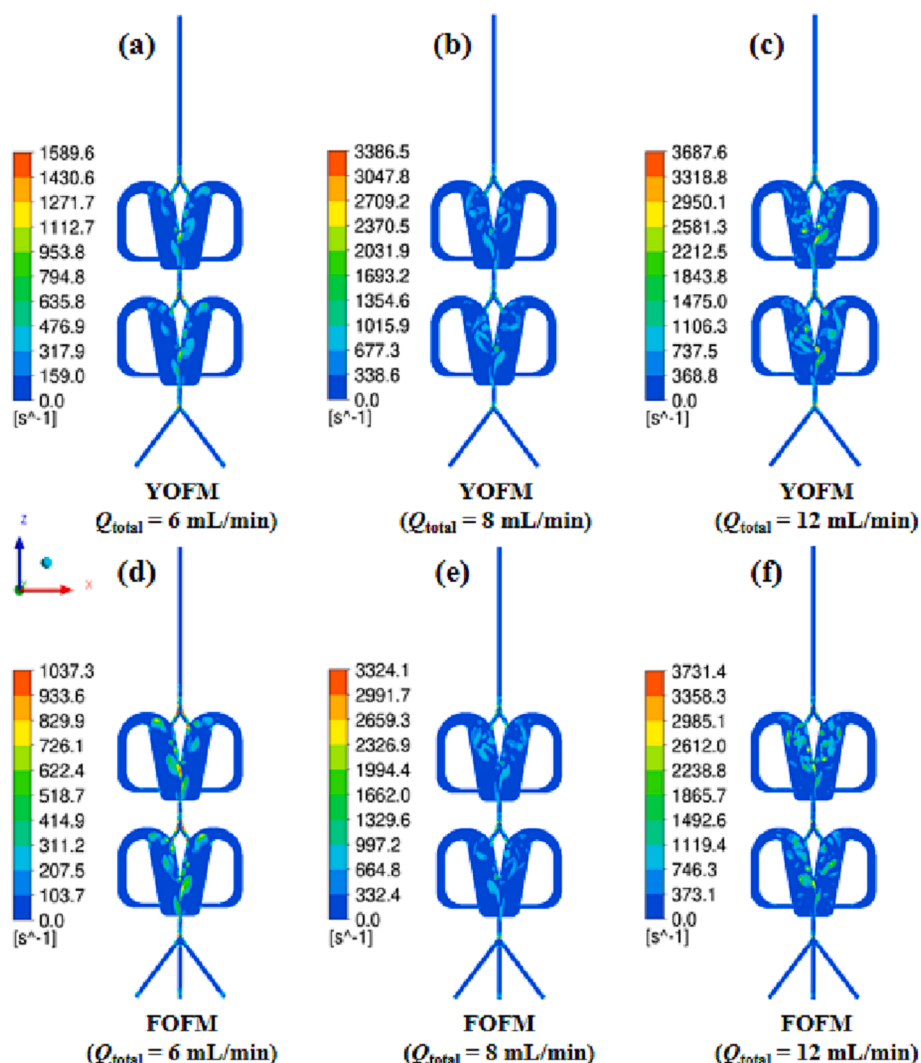 (a)
(b)
(c)
1589.6
1430.6
1271.7
1112.7
953.8
794.8
635.8
476.9
317.9
159.0
0.0
[s^-1]
3386.5
3047.8
2709.2
2370.5
2031.9
1693.2
1354.6
1015.9
677.3
338.6
0.0
[s^-1]
3687.6
3318.8
2950.1
2581.3
2212.5
1843.8
1475.0
1106.3
737.5
368.8
0.0
[s^-1]
YOFM
Q_total = 6 mL/min)
YOFM
(Q_total = 8 mL/min)
YOFM
(Q_total = 12 mL/min)
Z
Y
X
(d)
(e)
(f)
1037.3
933.6
829.9
726.1
622.4
518.7
414.9
311.2
207.5
103.7
0.0
[s^-1]
3324.1
2991.7
2659.3
2326.9
1994.4
1662.0
1329.6
997.2
664.8
332.4
0.0
[s^-1]
3731.4
3358.3
2985.1
2612.0
2238.8
1865.7
1492.6
1119.4
746.3
373.1
0.0
[s^-1]
FOFM
(Q_total = 6 mL/min)
FOFM
(Q_total = 8 mL/min)
FOFM
(Q_total = 12 mL/min)